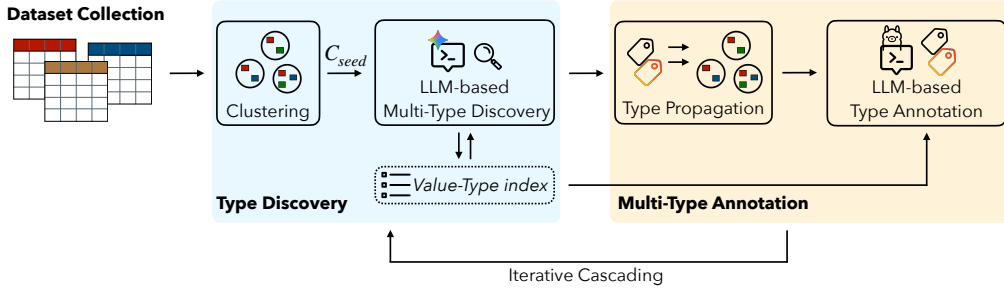 Dataset Collection
Clustering
C_seed
LLM-based
Multi-Type Discovery
Value-Type index
Type Discovery
Type Propagation
LLM-based
Type Annotation
Multi-Type Annotation
Iterative Cascading